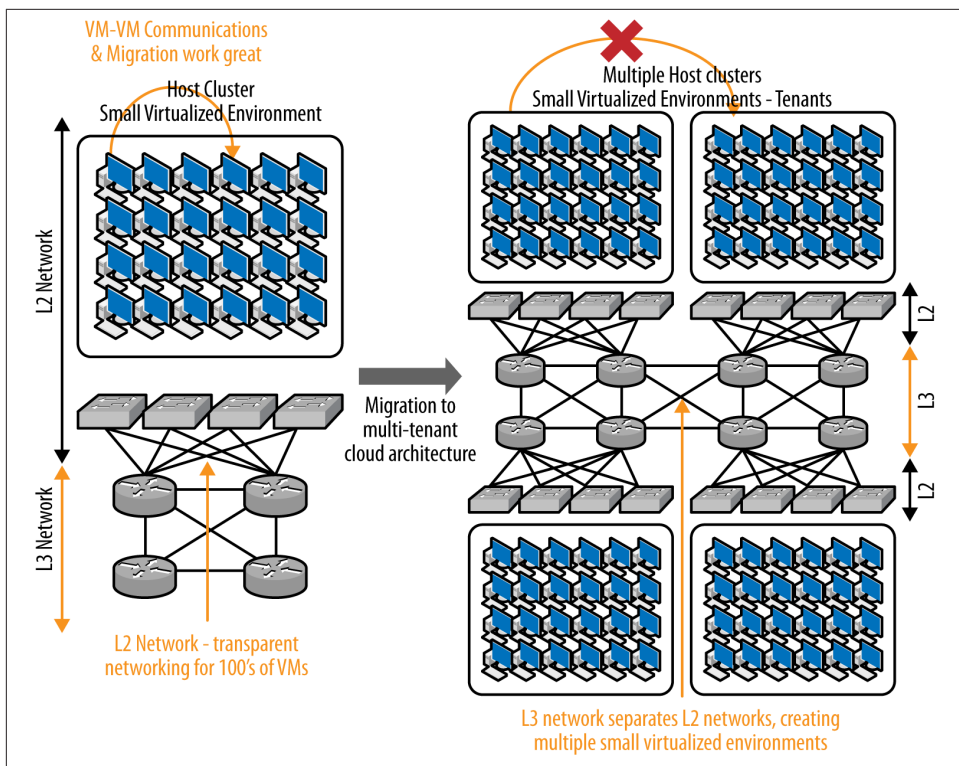 VM-VM Communications
& Migration work great
Host Cluster
Small Virtualized Environment
L2 Network
L3 Network
L2 Network - transparent
networking for 100's of VMs
Migration to
multi-tenant
cloud architecture
Multiple Host clusters
Small Virtualized Environments - Tenants
L2
L3
L2
L3 network separates L2 networks, creating
multiple small virtualized environments